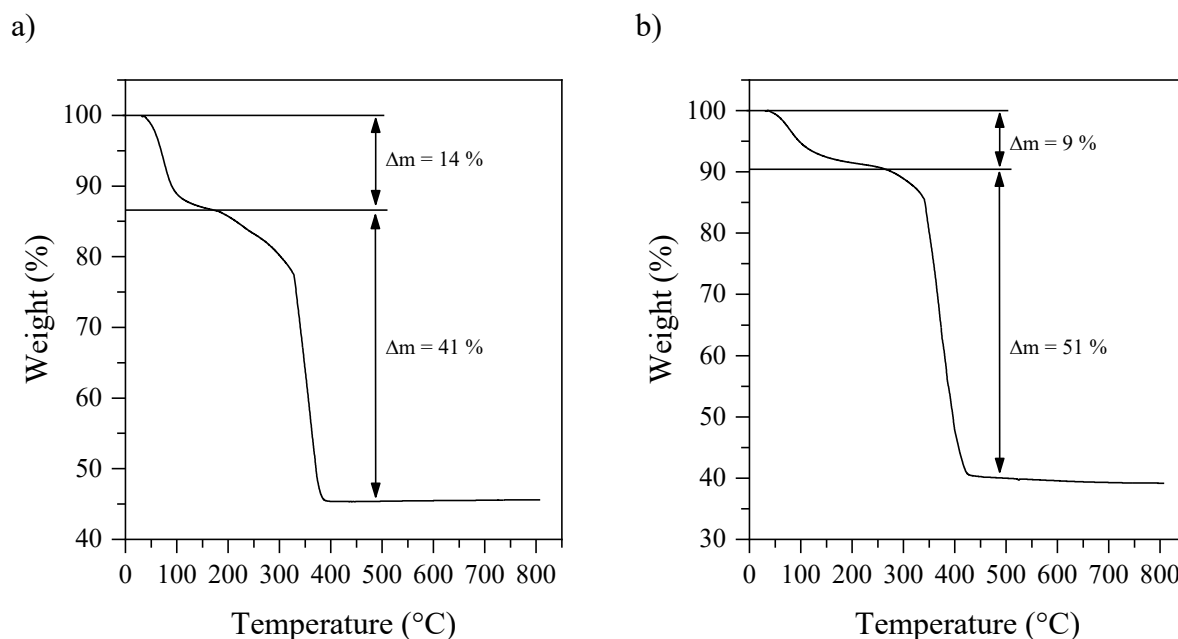 a)
100
90
80
70
60
50
40
0 100 200 300 400 500 600 700 800
Weight (%)
Temperature (°C)
Δm = 14 %
Δm = 41 %
b)
100
90
80
70
60
50
40
30
0 100 200 300 400 500 600 700 800
Weight (%)
Temperature (°C)
Δm = 9 %
Δm = 51 %